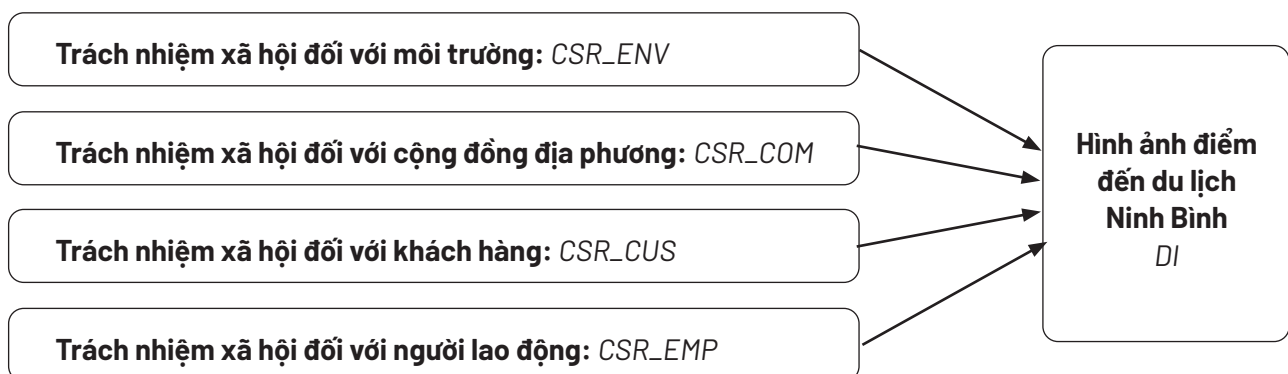 Trách nhiệm xã hội đối với môi trường: CSR_ENV
Trách nhiệm xã hội đối với cộng đồng địa phương: CSR_COM
Trách nhiệm xã hội đối với khách hàng: CSR_CUS
Trách nhiệm xã hội đối với người lao động: CSR_EMP
Hình ảnh điểm
đến du lịch
Ninh Bình
DI